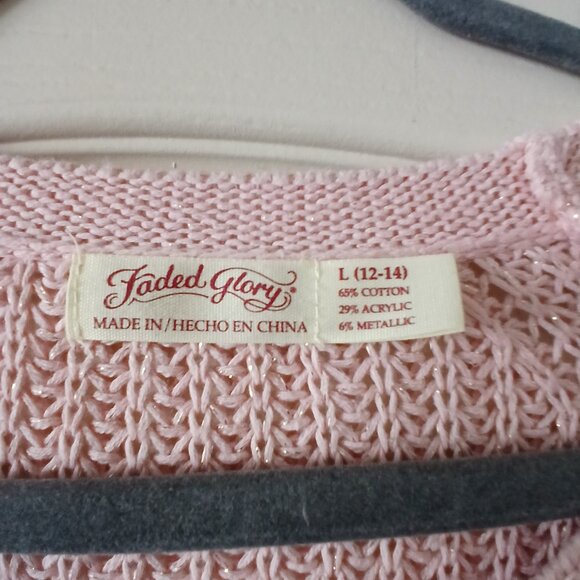 Faded Glory®
MADE IN/HECHO EN CHINA
L (12-14)
65% COTTON
29% ACRYLIC
6% METALLIC